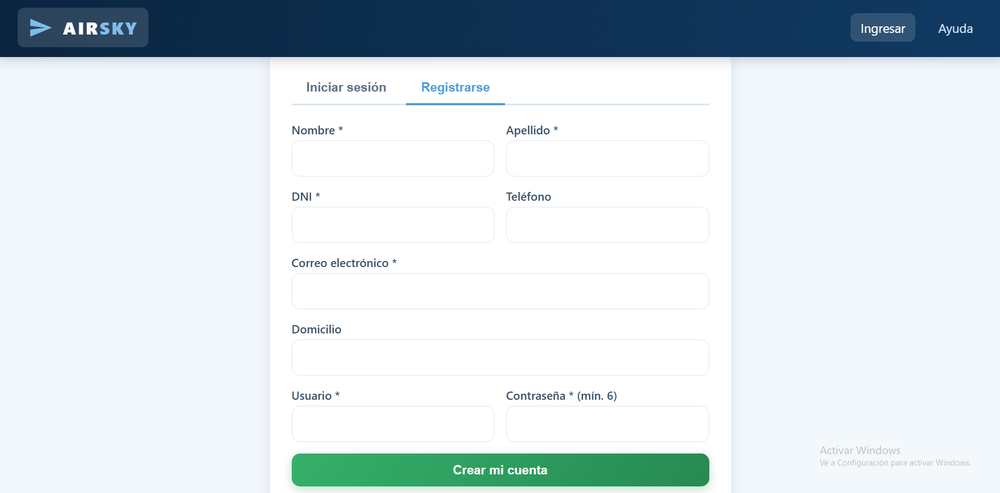 AIRSKY
Ingresar
Ayuda
Iniciar sesión
Registrarse
Nombre *
Apellido *
DNI *
Teléfono
Correo electrónico *
Domicilio
Usuario *
Contraseña * (mín. 6)
Crear mi cuenta
Activar Windows
Ve a Configuración para activar Windows.